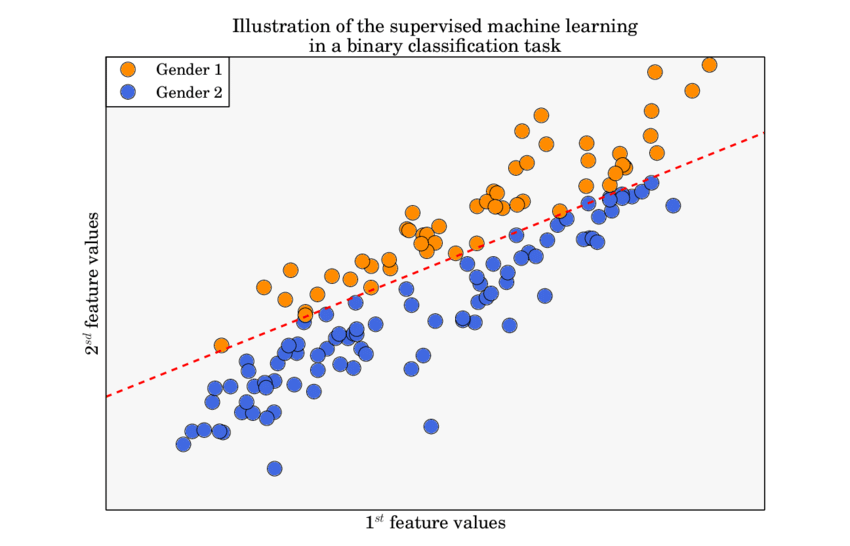 Illustration of the supervised machine learning
in a binary classification task
Gender 1
Gender 2
2sd feature values
1st feature values